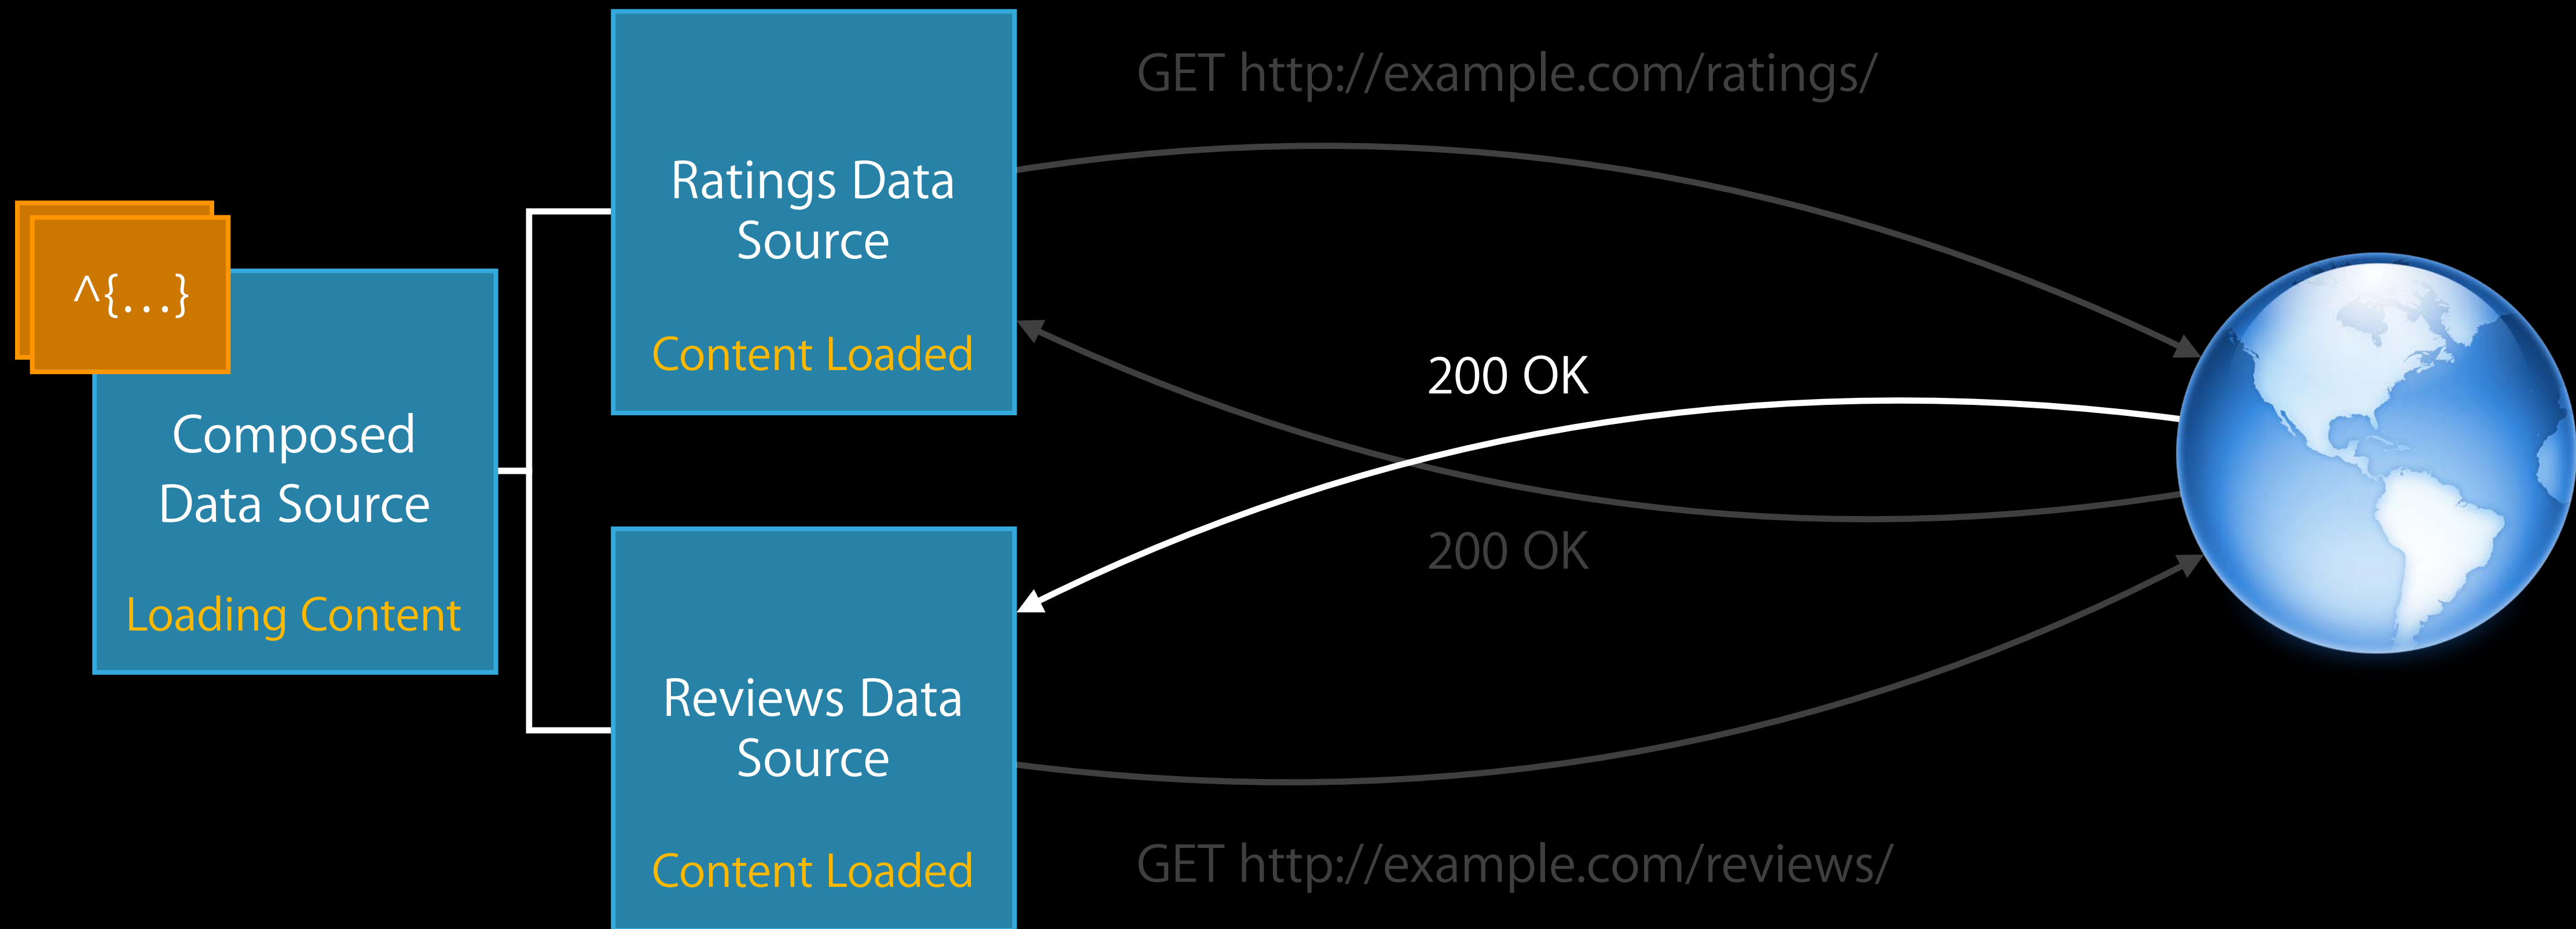 GET http://example.com/ratings/
Ratings Data
Source
Content Loaded
^{...}
Composed
Data Source
Loading Content
200 OK
200 OK
Reviews Data
Source
Content Loaded
GET http://example.com/reviews/